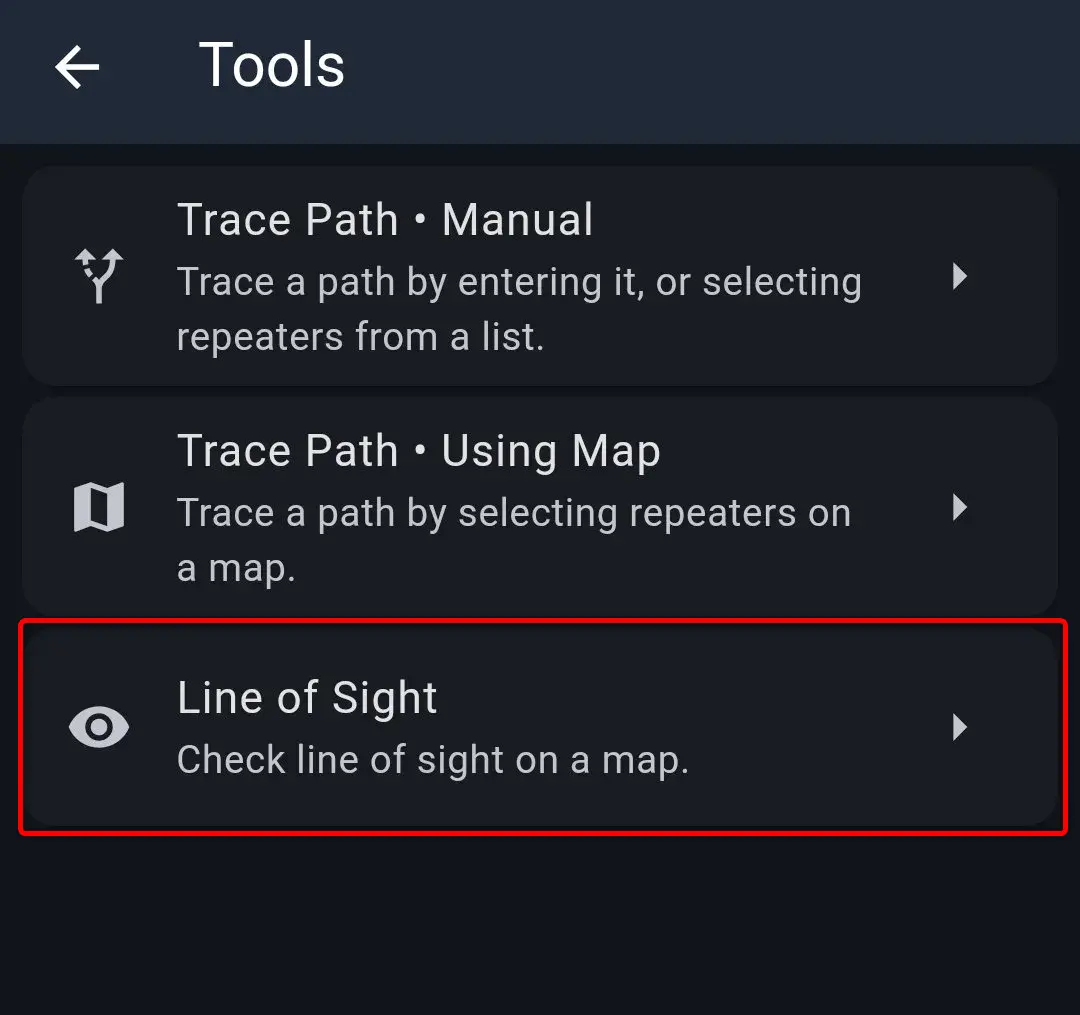 Tools
Trace Path • Manual
Trace a path by entering it, or selecting
repeaters from a list.
Trace Path • Using Map
Trace a path by selecting repeaters on
a map.
Line of Sight
Check line of sight on a map.